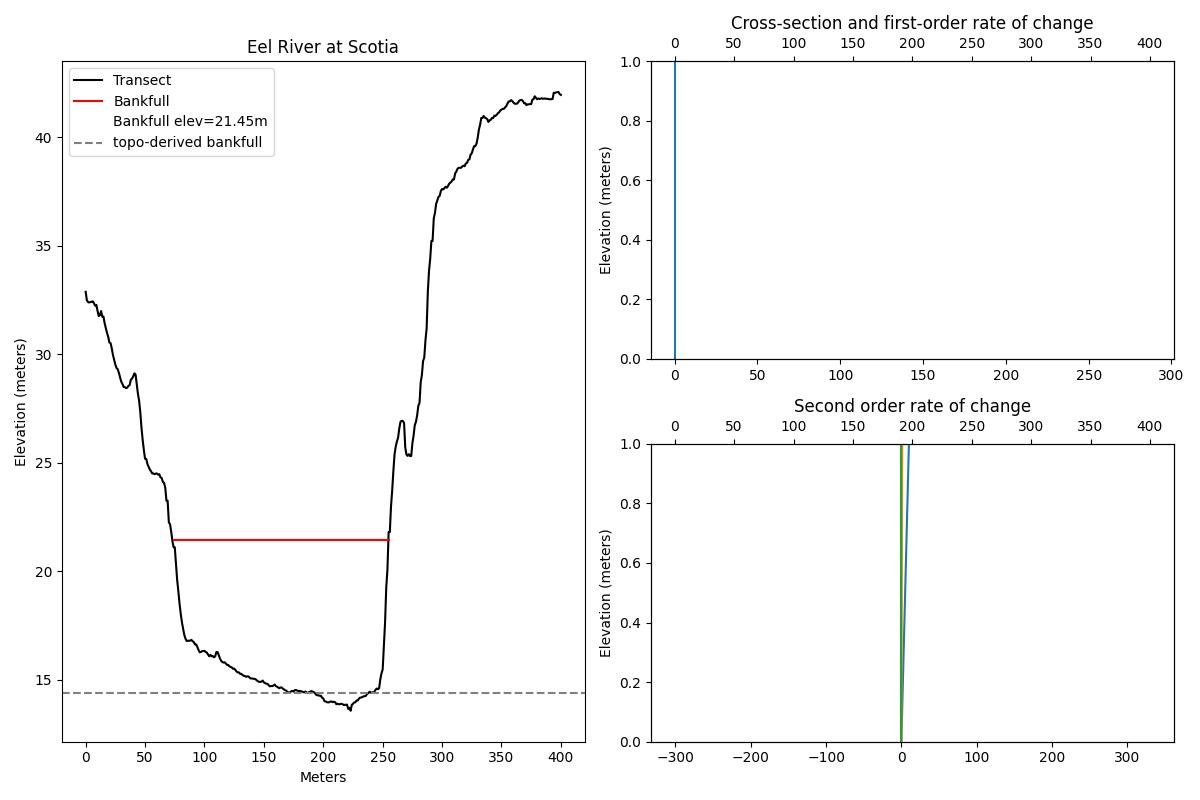 Eel River at Scotia
Transect
Bankfull
Bankfull elev=21.45m
topo-derived bankfull
Elevation (meters)
40
35
30
25
20
15
0 50 100 150 200 250 300 350 400
Meters
Cross-section and first-order rate of change
0 50 100 150 200 250 300 350 400
Elevation (meters)
1.0
0.8
0.6
0.4
0.2
0.0
0 50 100 150 200 250 300
Second order rate of change
0 50 100 150 200 250 300 350 400
Elevation (meters)
1.0
0.8
0.6
0.4
0.2
0.0
−300 −200 −100 0 100 200 300